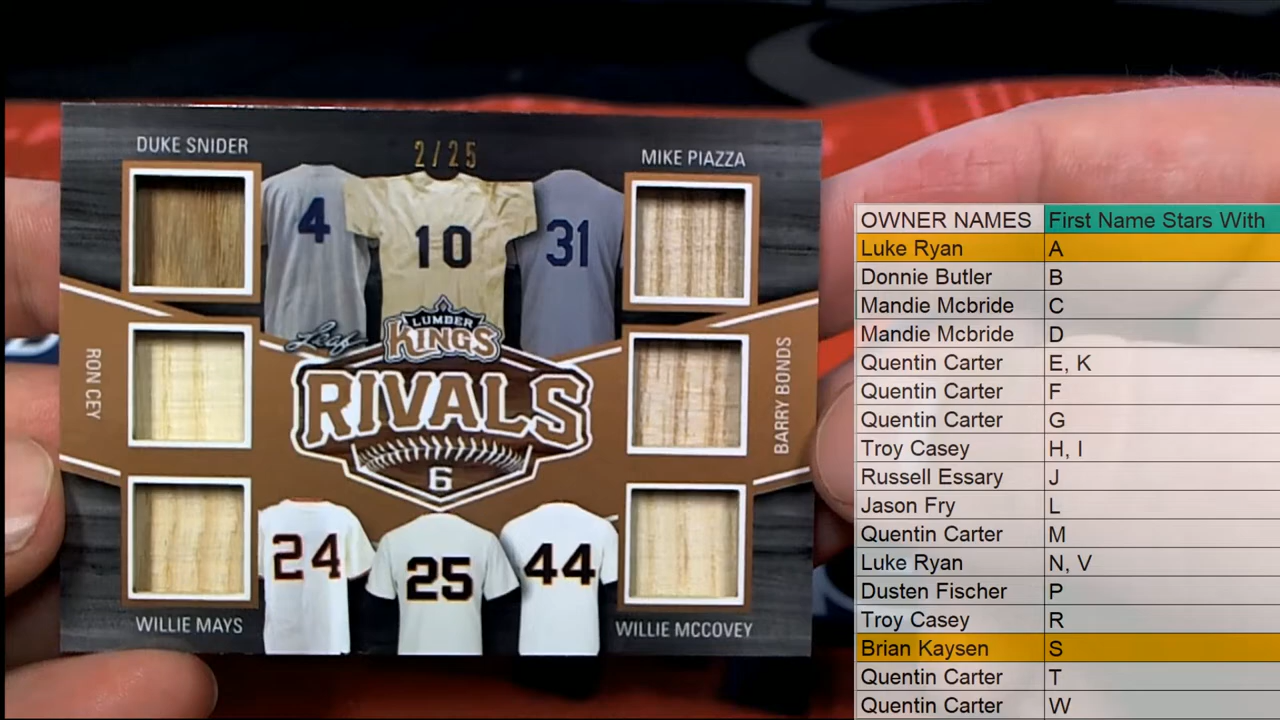 DUKE SNIDER
2/25
MIKE PIAZZA
4
10
31
Leaf
LUMBER
KINGS
RIVALS
6
RON CEY
BARRY BONDS
24
25
44
WILLIE MAYS
WILLIE MCCOVEY
OWNER NAMES First Name Stars With
Luke Ryan A
Donnie Butler B
Mandie Mcbride C
Mandie Mcbride D
Quentin Carter E, K
Quentin Carter F
Quentin Carter G
Troy Casey H, I
Russell Essary J
Jason Fry L
Quentin Carter M
Luke Ryan N, V
Dusten Fischer P
Troy Casey R
Brian Kaysen S
Quentin Carter T
Quentin Carter W